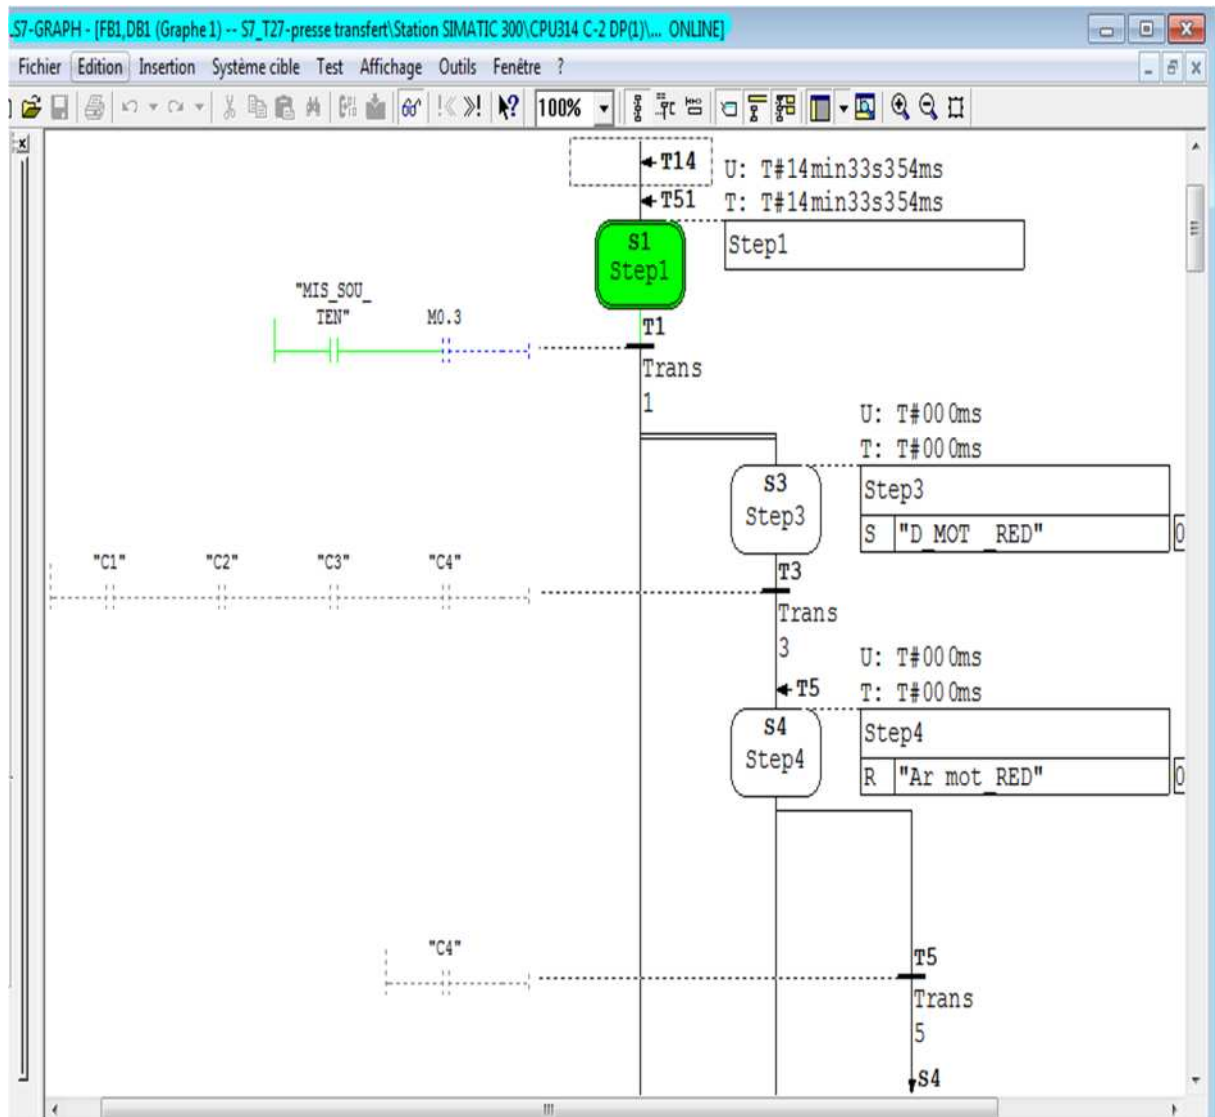 S7-GRAPH - [FB1,DB1 (Graphe 1) -- S7_T27-presse transfert\Station SIMATIC 300\CPU314 C-2 DP(1)\... ONLINE]
Fichier Edition Insertion Système cible Test Affichage Outils Fenêtre ?
100%
T14
U: T#14min33s354ms
T51
T: T#14min33s354ms
S1
Step1
Step1
"MIS_SOU_
TEN"
M0.3
T1
Trans
1
U: T#00 0ms
T: T#00 0ms
S3
Step3
Step3
S "D_MOT _RED" 0
"C1" "C2" "C3" "C4"
T3
Trans
3
U: T#00 0ms
T5
T: T#00 0ms
S4
Step4
Step4
R "Ar mot_RED" 0
"C4"
T5
Trans
5
S4